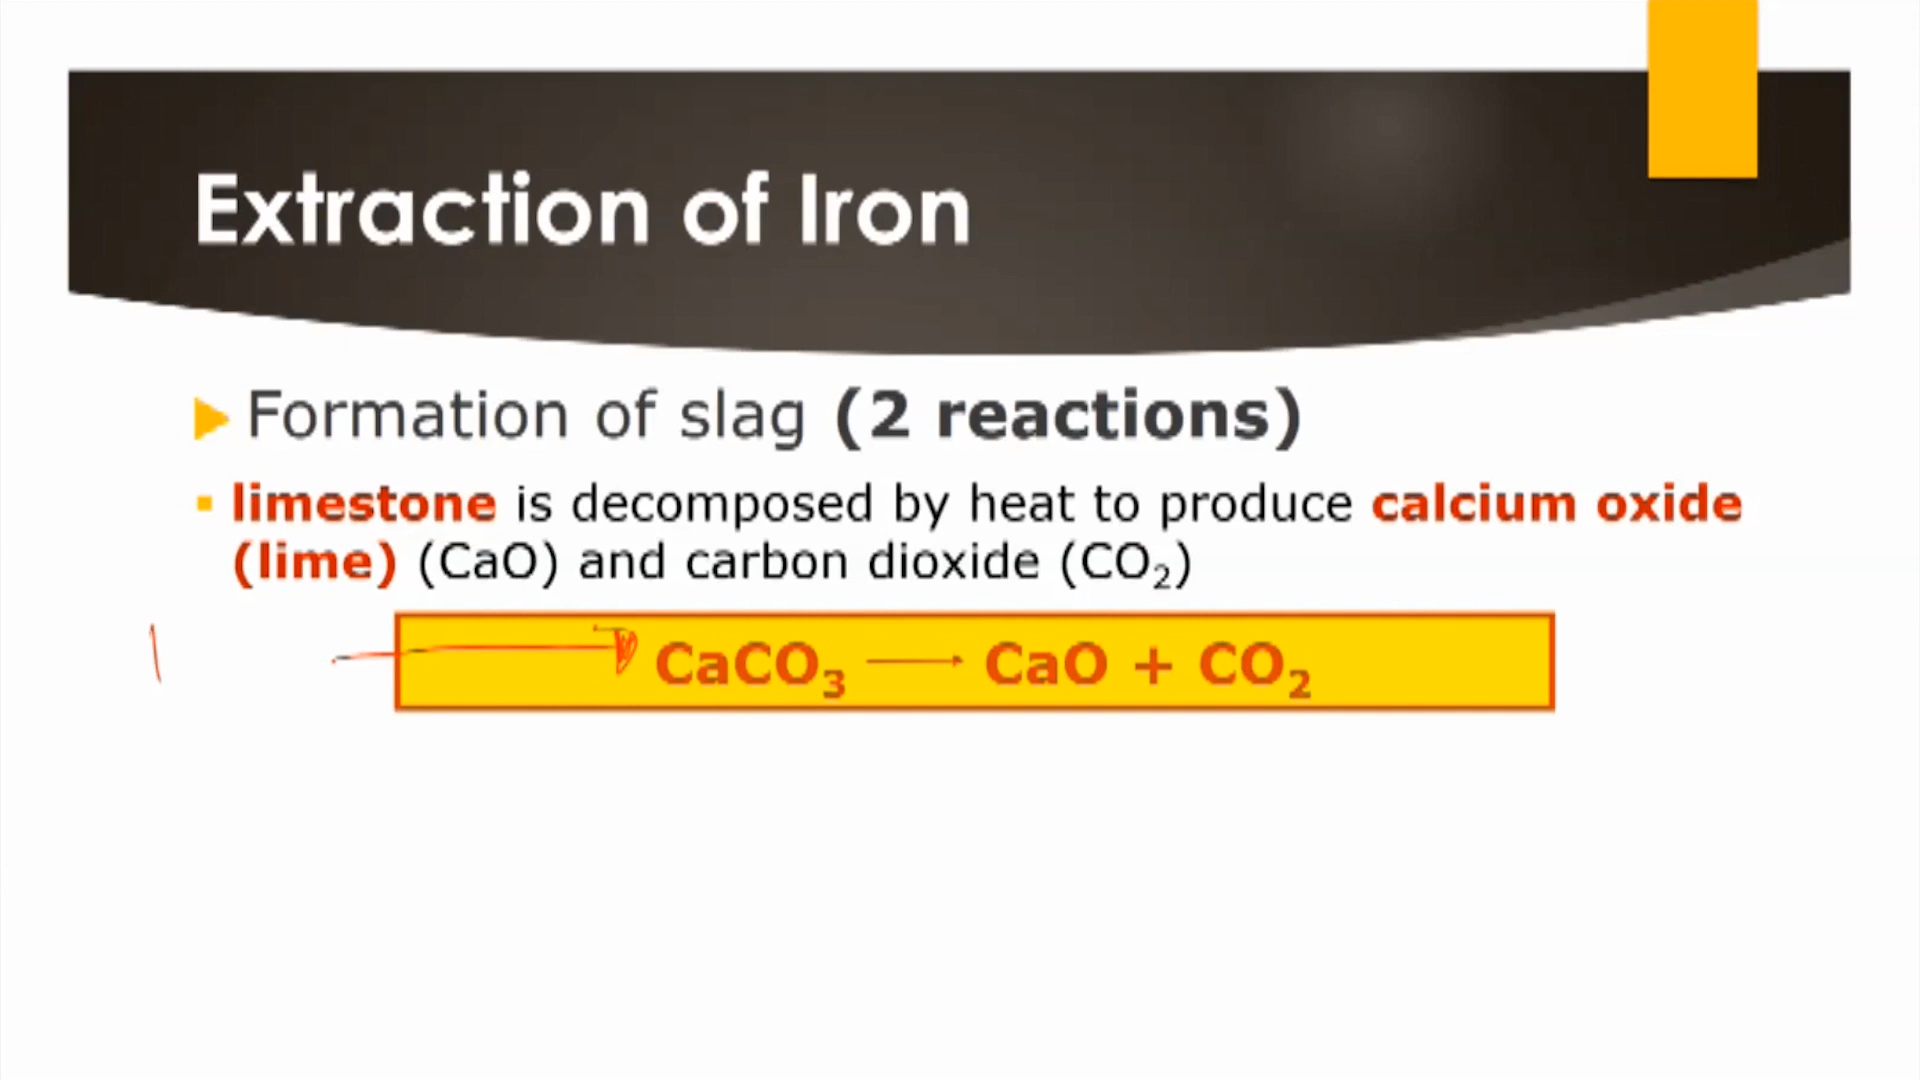 Extraction of Iron
Formation of slag (2 reactions)
limestone is decomposed by heat to produce calcium oxide
(lime) (CaO) and carbon dioxide (CO₂)
CaCO₃ → CaO + CO₂